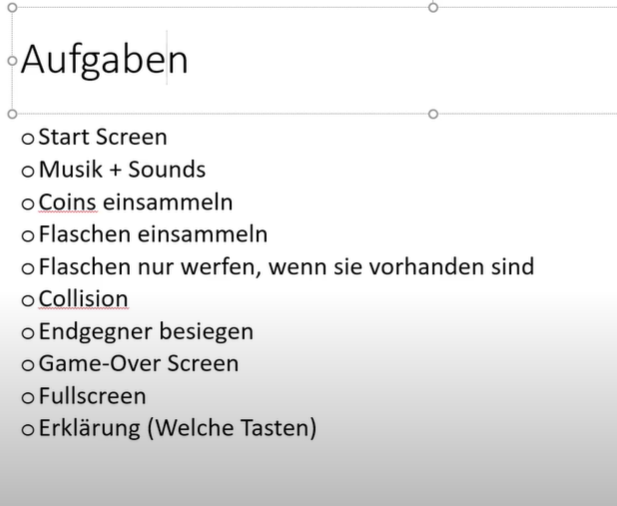 Aufgaben
Start Screen
Musik + Sounds
Coins einsammeln
Flaschen einsammeln
Flaschen nur werfen, wenn sie vorhanden sind
Collision
Endgegner besiegen
Game-Over Screen
Fullscreen
Erklärung (Welche Tasten)